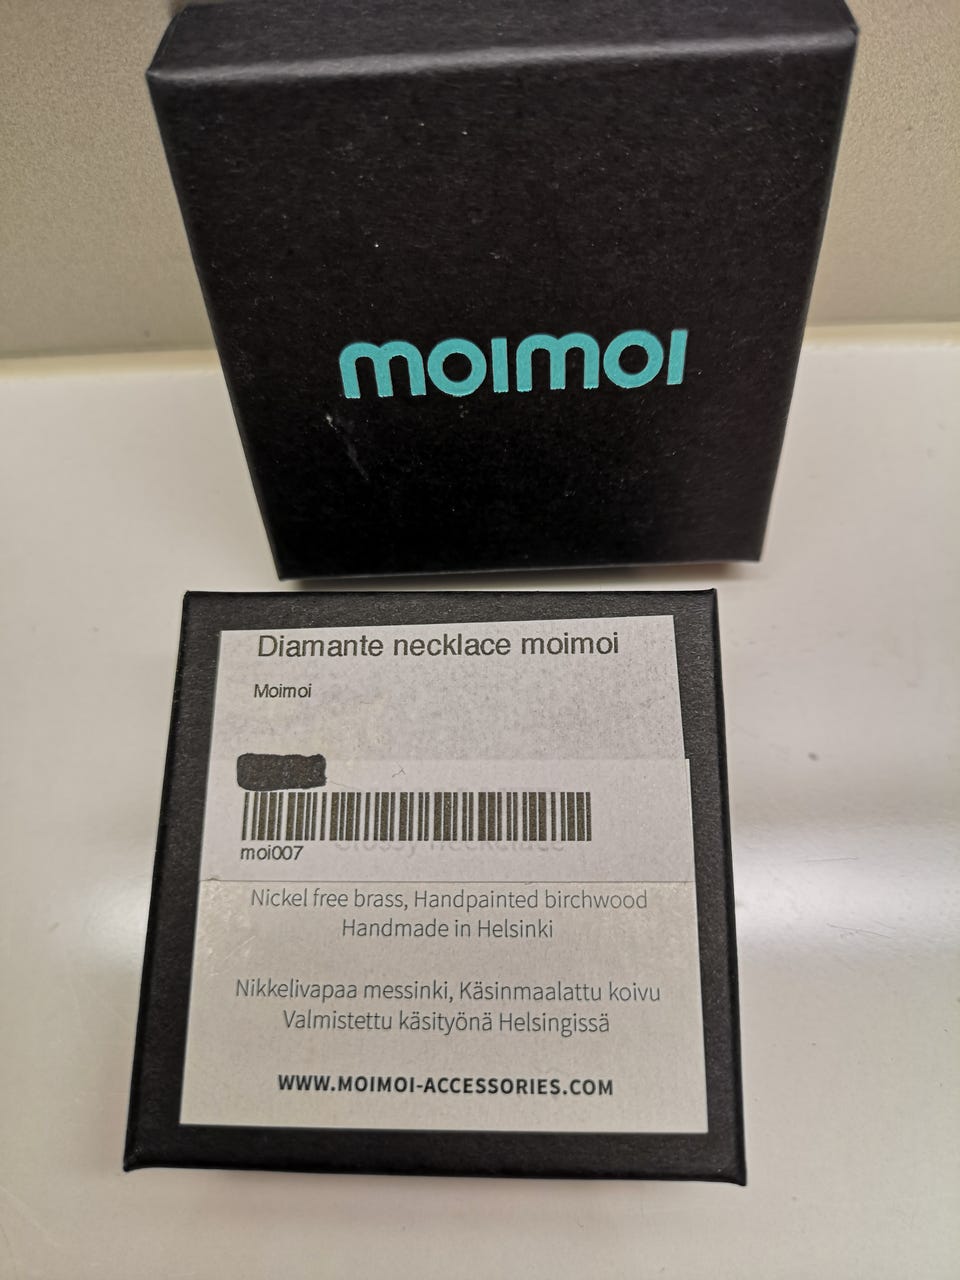 moimoi
Diamante necklace moimoi
Moimoi
moi007
Nickel free brass, Handpainted birchwood
Handmade in Helsinki
Nikkelivapaa messinki, Käsinmaalattu koivu
Valmistettu käsityönä Helsingissä
WWW.MOIMOI-ACCESSORIES.COM